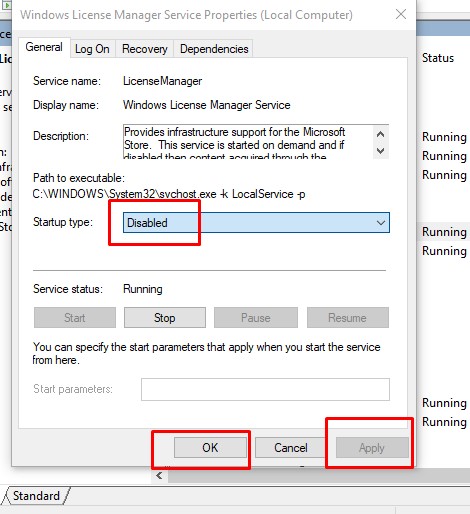 Windows License Manager Service Properties (Local Computer)
General
Log On
Recovery
Dependencies
Service name:
LicenseManager
Display name:
Windows License Manager Service
Description:
Provides infrastructure support for the Microsoft
Store. This service is started on demand and if
disabled then content acquired through the
Path to executable:
C:\WINDOWS\System32\svchost.exe -k LocalService -p
Startup type:
Disabled
Service status:
Running
Start
Stop
Pause
Resume
You can specify the start parameters that apply when you start the service
from here.
Start parameters:
OK
Cancel
Apply
Status
Running
Running
Running
Running
Running
Running
Running
Standard